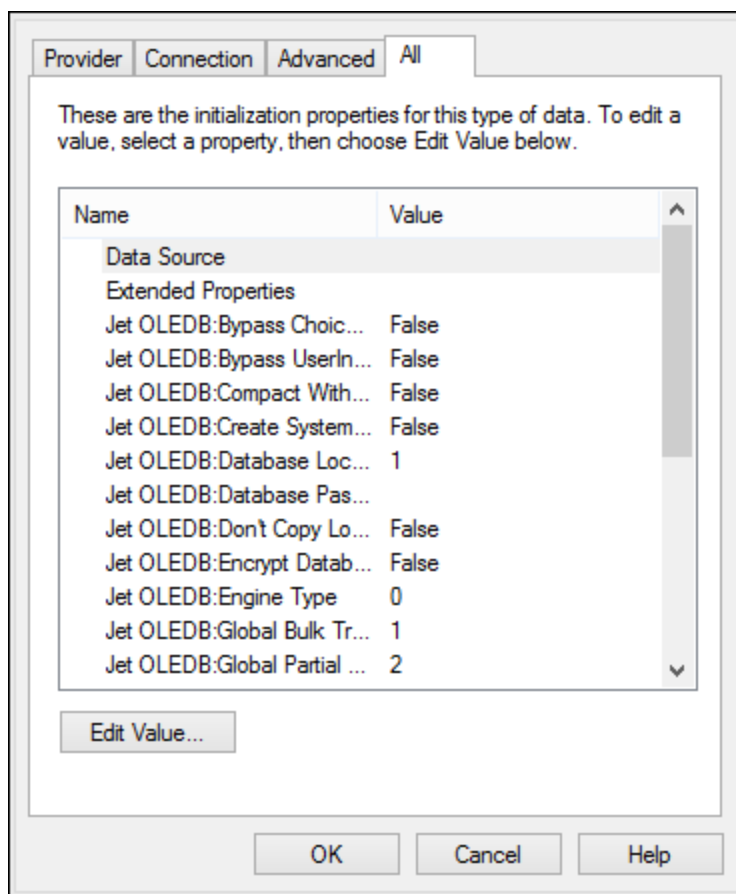 Provider Connection Advanced All
These are the initialization properties for this type of data. To edit a
value, select a property, then choose Edit Value below.
Name Value
Data Source
Extended Properties
Jet OLEDB:Bypass Choic... False
Jet OLEDB:Bypass UserIn... False
Jet OLEDB:Compact With... False
Jet OLEDB:Create System... False
Jet OLEDB:Database Loc... 1
Jet OLEDB:Database Pas...
Jet OLEDB:Don't Copy Lo... False
Jet OLEDB:Encrypt Datab... False
Jet OLEDB:Engine Type 0
Jet OLEDB:Global Bulk Tr... 1
Jet OLEDB:Global Partial ... 2
Edit Value...
OK Cancel Help